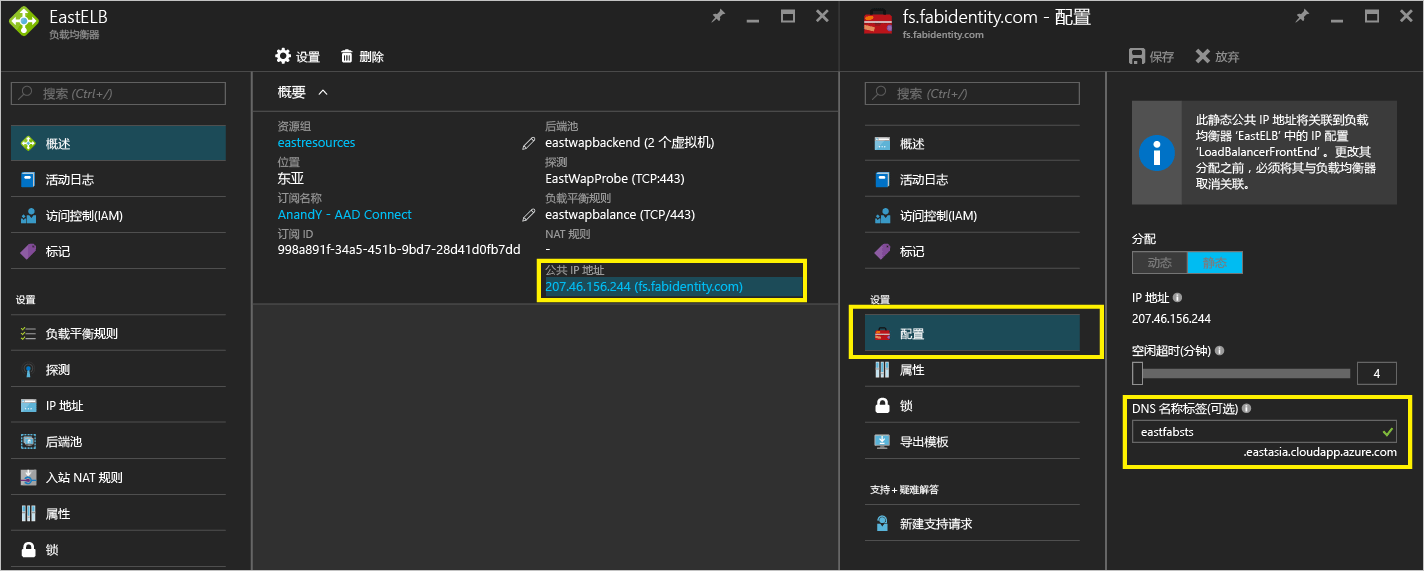 EastELB
负载均衡器
设置
删除
搜索 (Ctrl+/)
概述
活动日志
访问控制(IAM)
标记
设置
负载平衡规则
探测
IP 地址
后端池
入站 NAT 规则
属性
锁
概要
资源组
eastresources
位置
东亚
订阅名称
AnandY - AAD Connect
订阅 ID
998a891f-34a5-451b-9bd7-28d41d0fb7dd
后端池
eastwapbackend (2 个虚拟机)
探测
EastWapProbe (TCP:443)
负载平衡规则
eastwapbalance (TCP/443)
NAT 规则
-
公共 IP 地址
207.46.156.244 (fs.fabidentity.com)
fs.fabidentity.com - 配置
fs.fabidentity.com
保存
放弃
搜索 (Ctrl+/)
概述
活动日志
访问控制(IAM)
标记
设置
配置
属性
锁
导出模板
支持+疑难解答
新建支持请求
此静态公共 IP 地址将关联到负载
均衡器 ‘EastELB’ 中的 IP 配置
‘LoadBalancerFrontEnd’ 。更改其
分配之前，必须将其与负载均衡器
取消关联。
分配
动态
静态
IP 地址
207.46.156.244
空闲超时(分钟)
4
DNS 名称标签(可选)
eastfabsts
.eastasia.cloudapp.azure.com